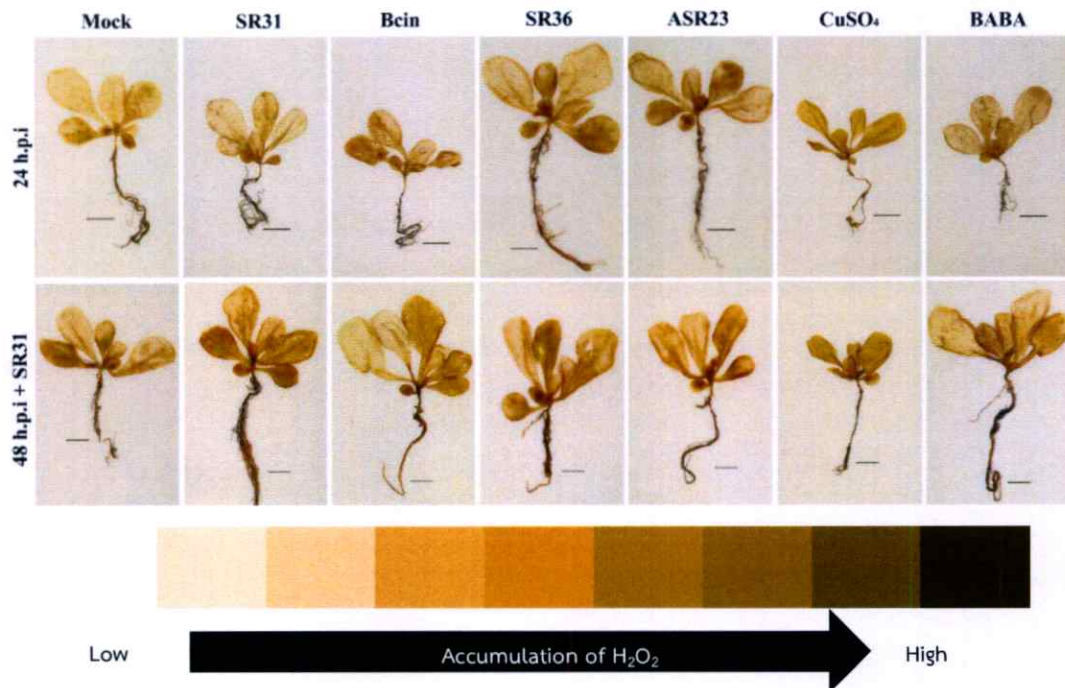 Mock SR31 Bcin SR36 ASR23 CuSO₄ BABA
24 h.p.i
48 h.p.i + SR31
Low Accumulation of H₂O₂ High